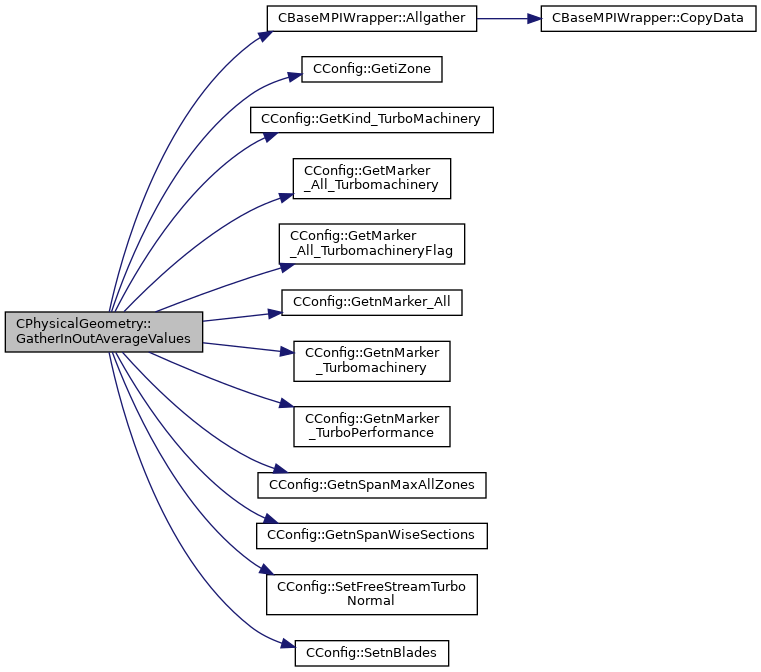 CBaseMPIWrapper::Allgather
CBaseMPIWrapper::CopyData
CConfig::GetiZone
CConfig::GetKind_TurboMachinery
CConfig::GetMarker
_All_Turbomachinery
CConfig::GetMarker
_All_TurbomachineryFlag
CConfig::GetnMarker_All
CPhysicalGeometry::
GatherInOutAverageValues
CConfig::GetnMarker
_Turbomachinery
CConfig::GetnMarker
_TurboPerformance
CConfig::GetnSpanMaxAllZones
CConfig::GetnSpanWiseSections
CConfig::SetFreeStreamTurbo
Normal
CConfig::SetnBlades